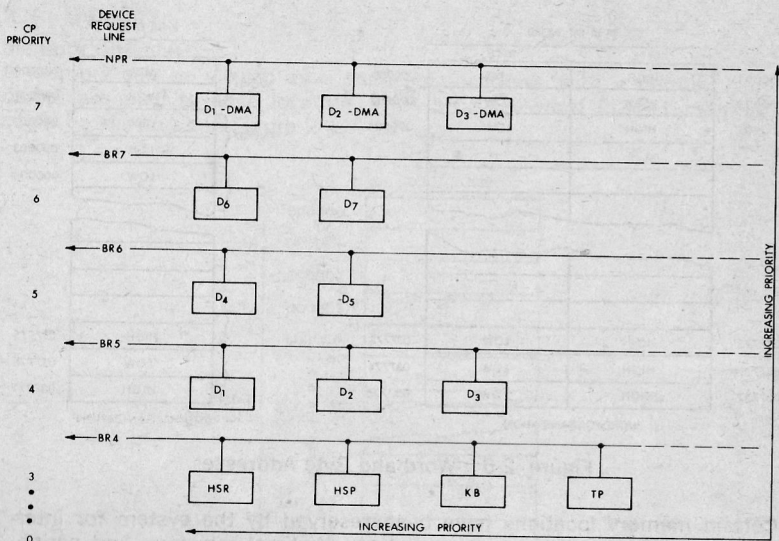 CP
PRIORITY
DEVICE
REQUEST
LINE
NPR
7
D1 -DMA
D2 -DMA
D3 -DMA
BR7
6
D6
D7
BR6
5
D4
-D5
BR5
4
D1
D2
D3
BR4
3
HSR
HSP
KB
TP
0
INCREASING PRIORITY
INCREASING PRIORITY